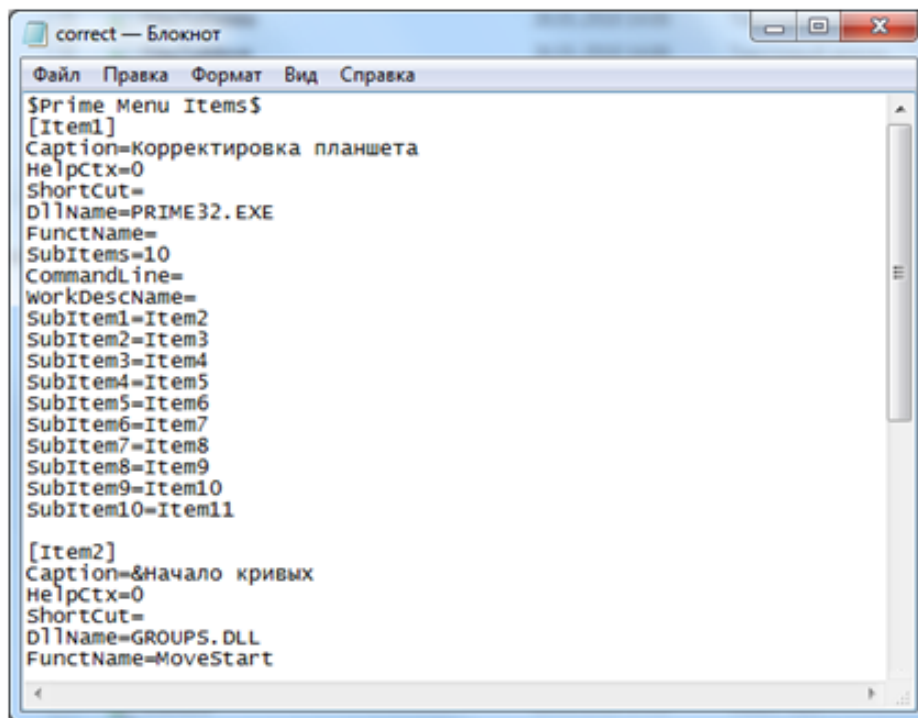 correct — Блокнот
Файл Правка Формат Вид Справка
$Prime Menu Items$
[Item1]
Caption=Корректировка планшета
HelpCtx=0
ShortCut=
DllName=PRIME32.EXE
FunctName=
SubItems=10
CommandLine=
WorkDescName=
SubItem1=Item2
SubItem2=Item3
SubItem3=Item4
SubItem4=Item5
SubItem5=Item6
SubItem6=Item7
SubItem7=Item8
SubItem8=Item9
SubItem9=Item10
SubItem10=Item11
[Item2]
Caption=&Начало кривых
HelpCtx=0
ShortCut=
DllName=GROUPS.DLL
FunctName=MoveStart